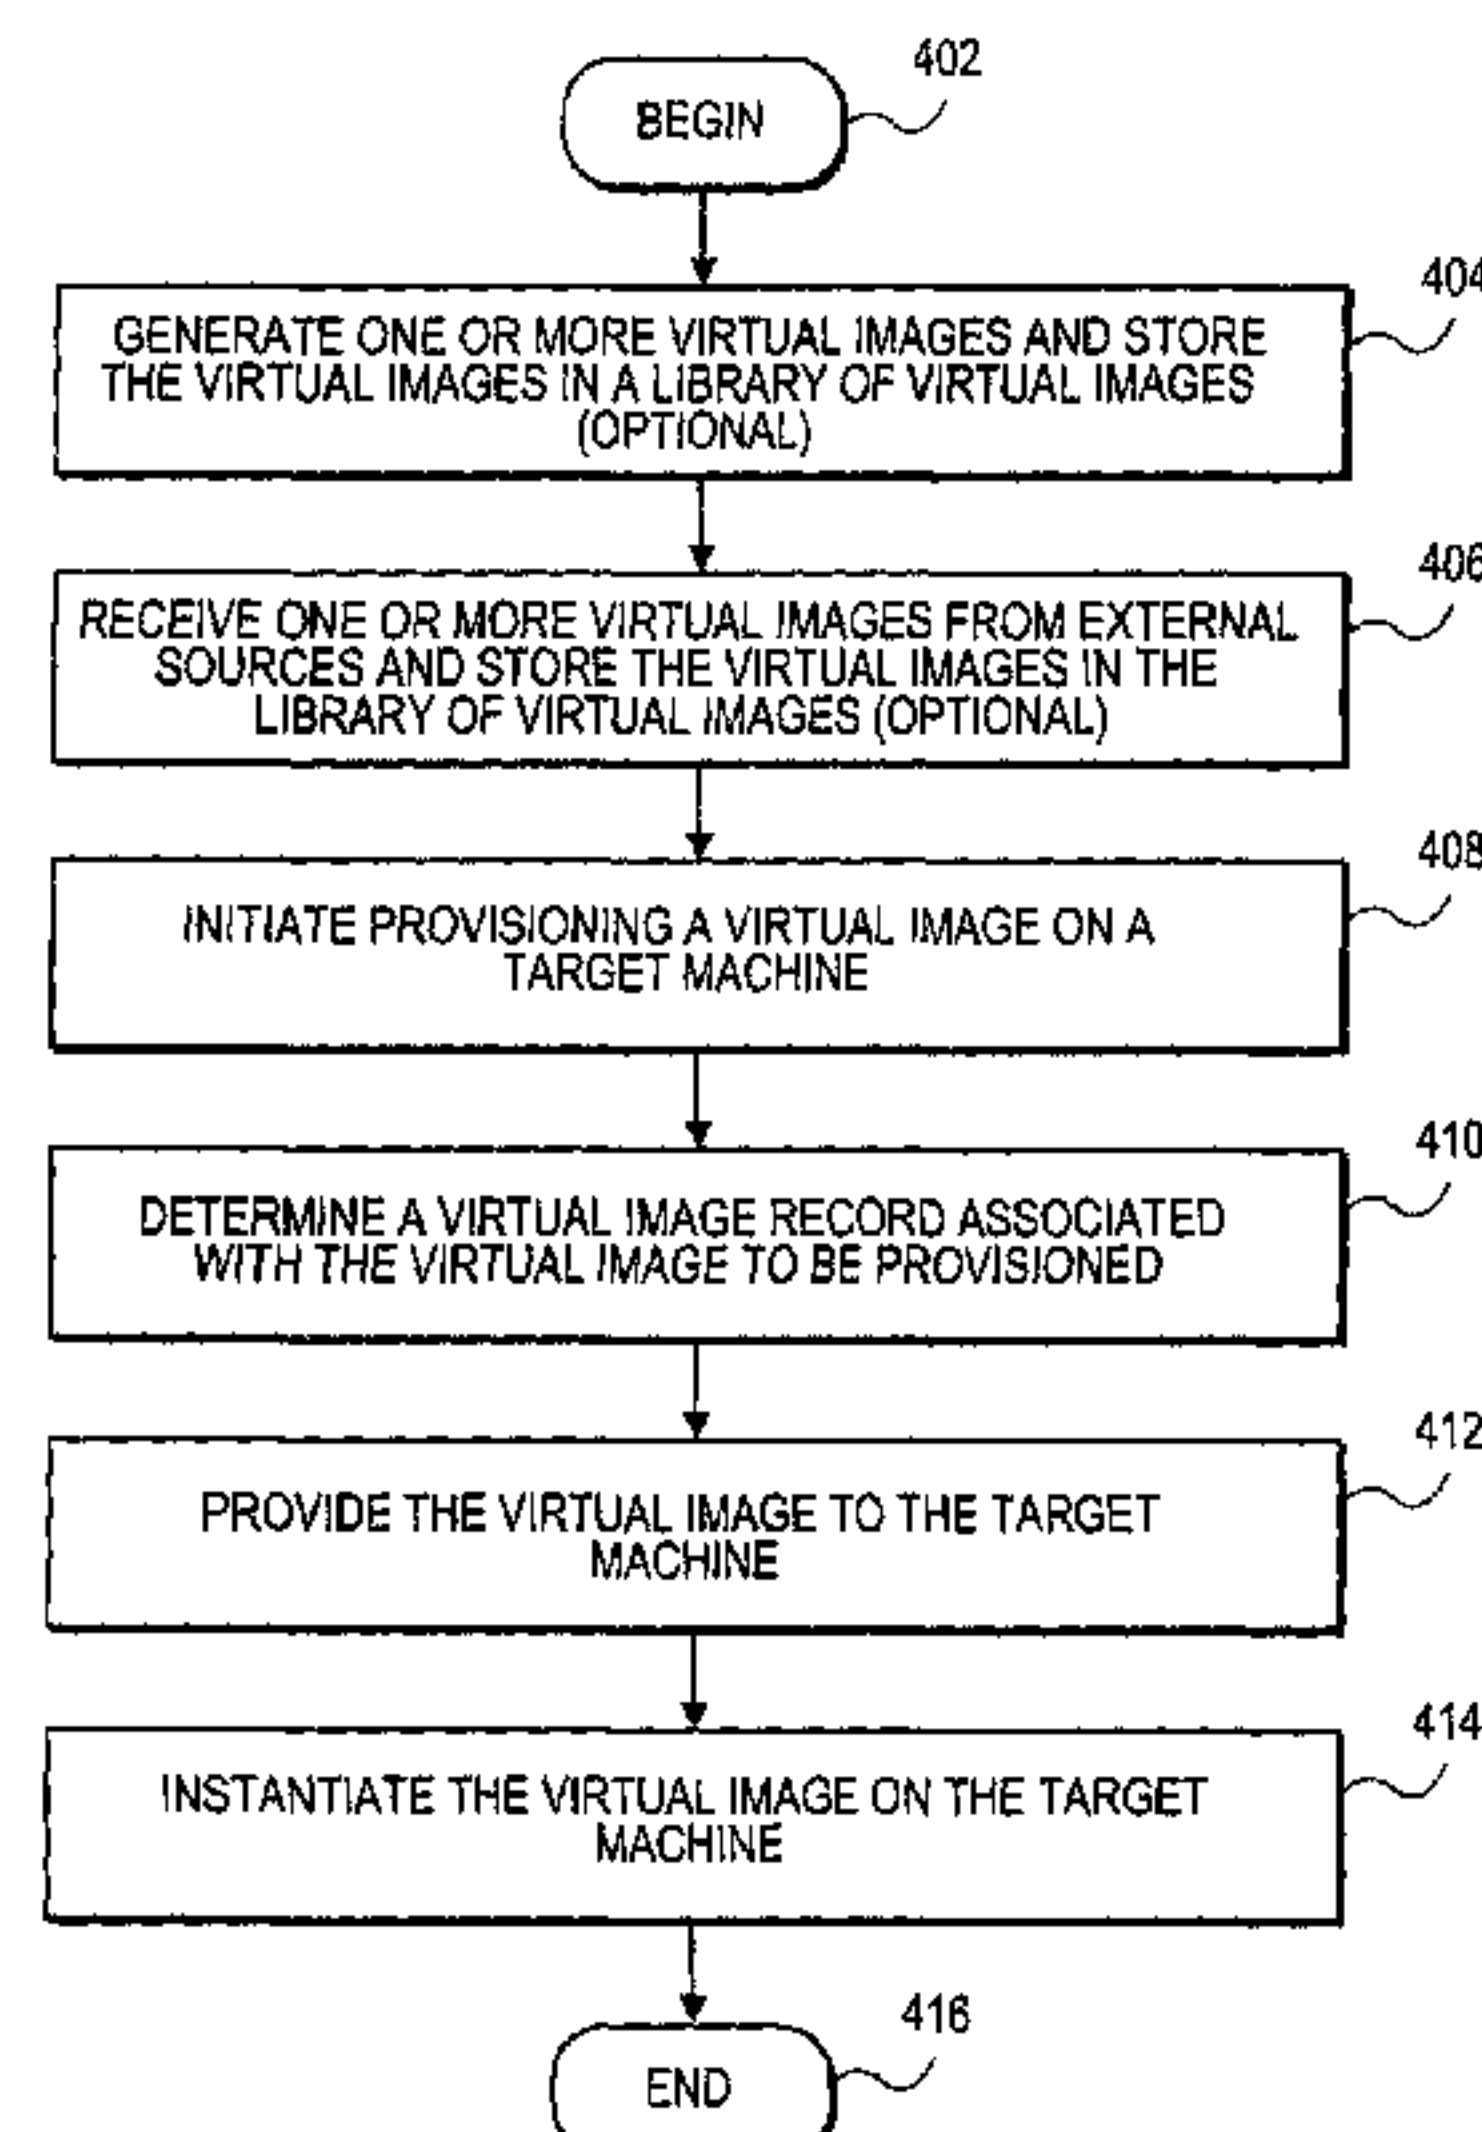 402
BEGIN
404
GENERATE ONE OR MORE VIRTUAL IMAGES AND STORE
THE VIRTUAL IMAGES IN A LIBRARY OF VIRTUAL IMAGES
(OPTIONAL)
406
RECEIVE ONE OR MORE VIRTUAL IMAGES FROM EXTERNAL
SOURCES AND STORE THE VIRTUAL IMAGES IN THE
LIBRARY OF VIRTUAL IMAGES (OPTIONAL)
408
INITIATE PROVISIONING A VIRTUAL IMAGE ON A
TARGET MACHINE
410
DETERMINE A VIRTUAL IMAGE RECORD ASSOCIATED
WITH THE VIRTUAL IMAGE TO BE PROVISIONED
412
PROVIDE THE VIRTUAL IMAGE TO THE TARGET
MACHINE
414
INSTANTIATE THE VIRTUAL IMAGE ON THE TARGET
MACHINE
416
END